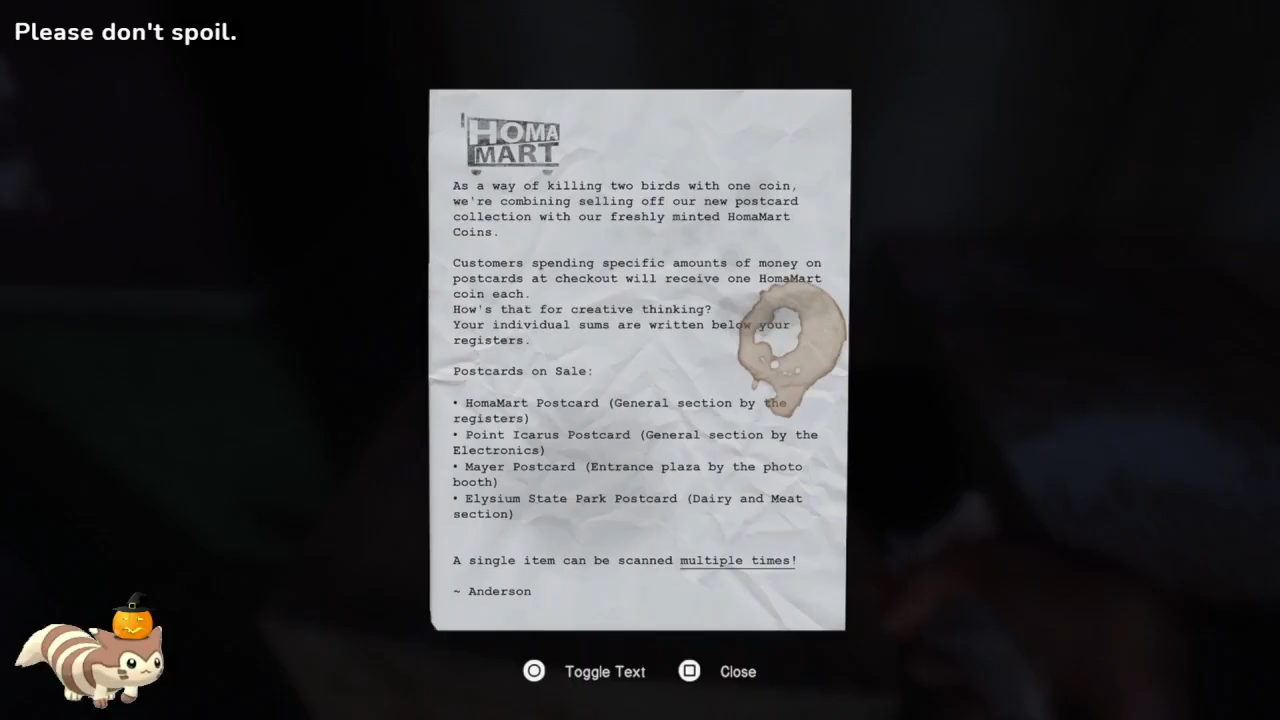 Please don't spoil.
HOMA
MART
As a way of killing two birds with one coin,
we're combining selling off our new postcard
collection with our freshly minted HomaMart
Coins.
Customers spending specific amounts of money on
postcards at checkout will receive one HomaMart
coin each.
How's that for creative thinking?
Your individual sums are written below your
registers.
Postcards on Sale:
• HomaMart Postcard (General section by the
registers)
• Point Icarus Postcard (General section by the
Electronics)
• Mayer Postcard (Entrance plaza by the photo
booth)
• Elysium State Park Postcard (Dairy and Meat
section)
A single item can be scanned multiple times!
~ Anderson
Toggle Text Close